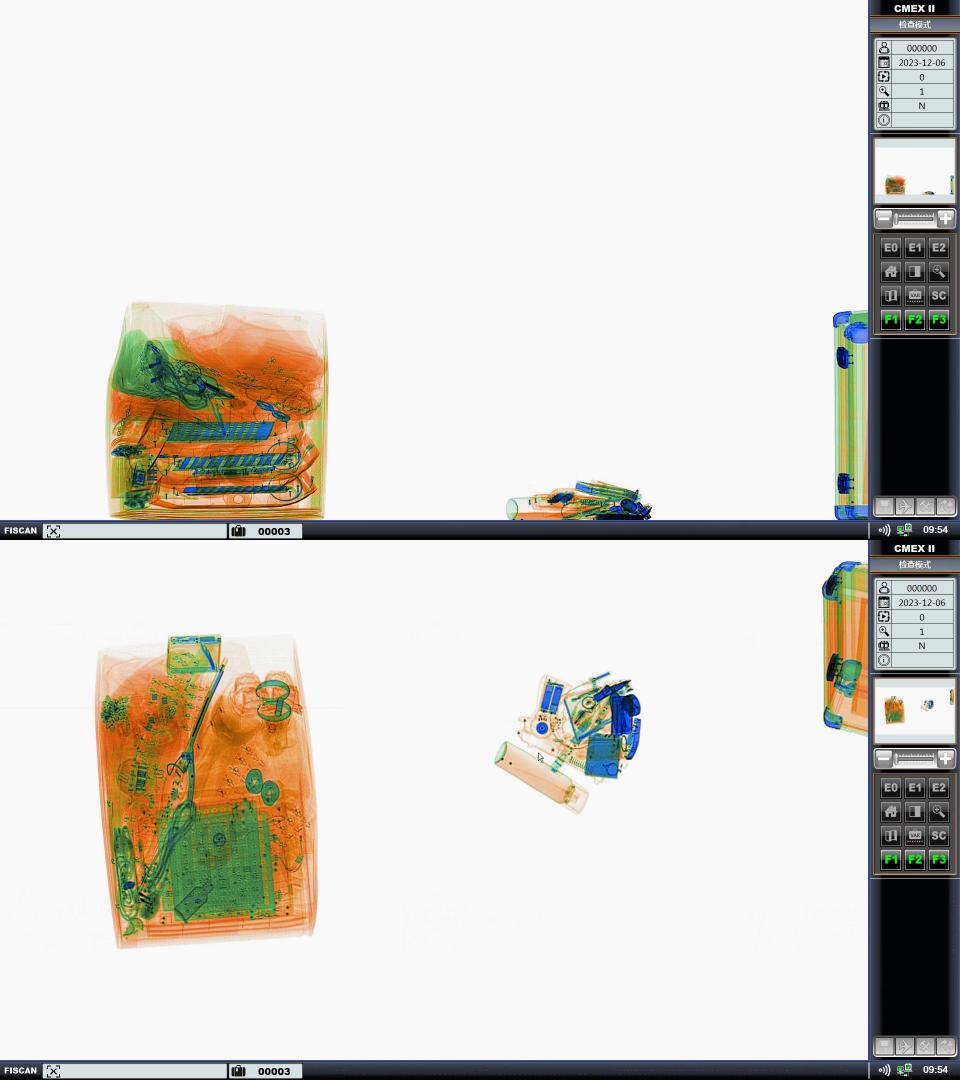 CMEX II
检查模式
000000
2023-12-06
0
1
N
E0 E1 E2
VAR SC
F1 F2 F3
FISCAN 00003 09:54
CMEX II
检查模式
000000
2023-12-06
0
1
N
E0 E1 E2
VAR SC
F1 F2 F3
FISCAN 00003 09:54